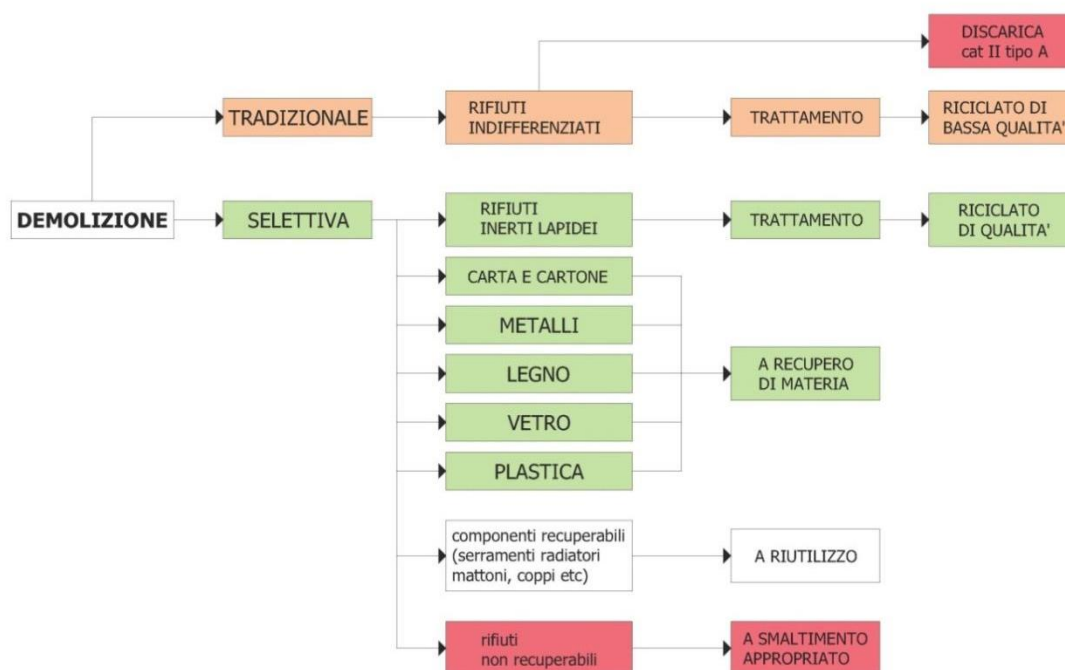 DISCARICA
cat II tipo A
TRADIZIONALE
RIFIUTI
INDIFFERENZIATI
TRATTAMENTO
RICICLATO DI
BASSA QUALITA'
DEMOLIZIONE
SELETTIVA
RIFIUTI
INERTI LAPIDEI
TRATTAMENTO
RICICLATO
DI QUALITA'
CARTA E CARTONE
METALLI
LEGNO
VETRO
PLASTICA
A RECUPERO
DI MATERIA
componenti recuperabili
(serramenti radiatori
mattoni, coppi etc)
A RIUTILIZZO
rifiuti
non recuperabili
A SMALTIMENTO
APPROPRIATO